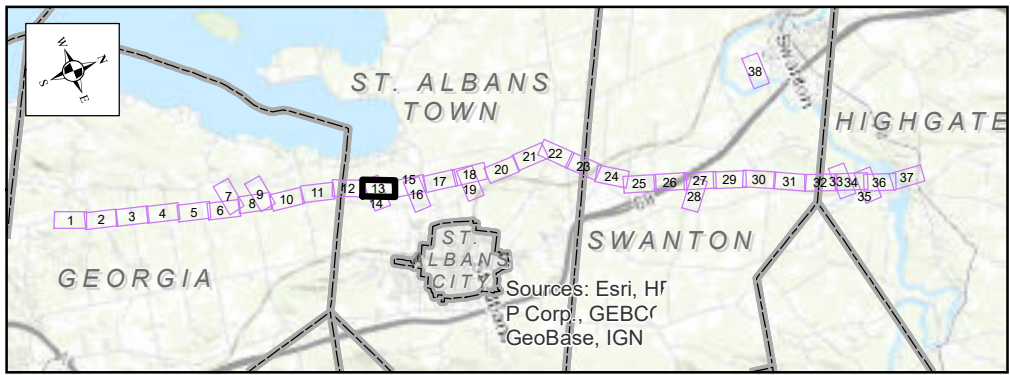 W
N
S
E
ST. ALBANS
TOWN
HIGHGATE
SWANTON
GEORGIA
ST.
ALBANS
CITY
Swanton
38
1 2 3 4 5 6 7 8 9 10 11 12 13 14 15 16 17 18 19 20 21 22 23 24 25 26 27 28 29 30 31 32 33 34 35 36 37
Sources: Esri, HE
P Corp., GEBCO
GeoBase, IGN